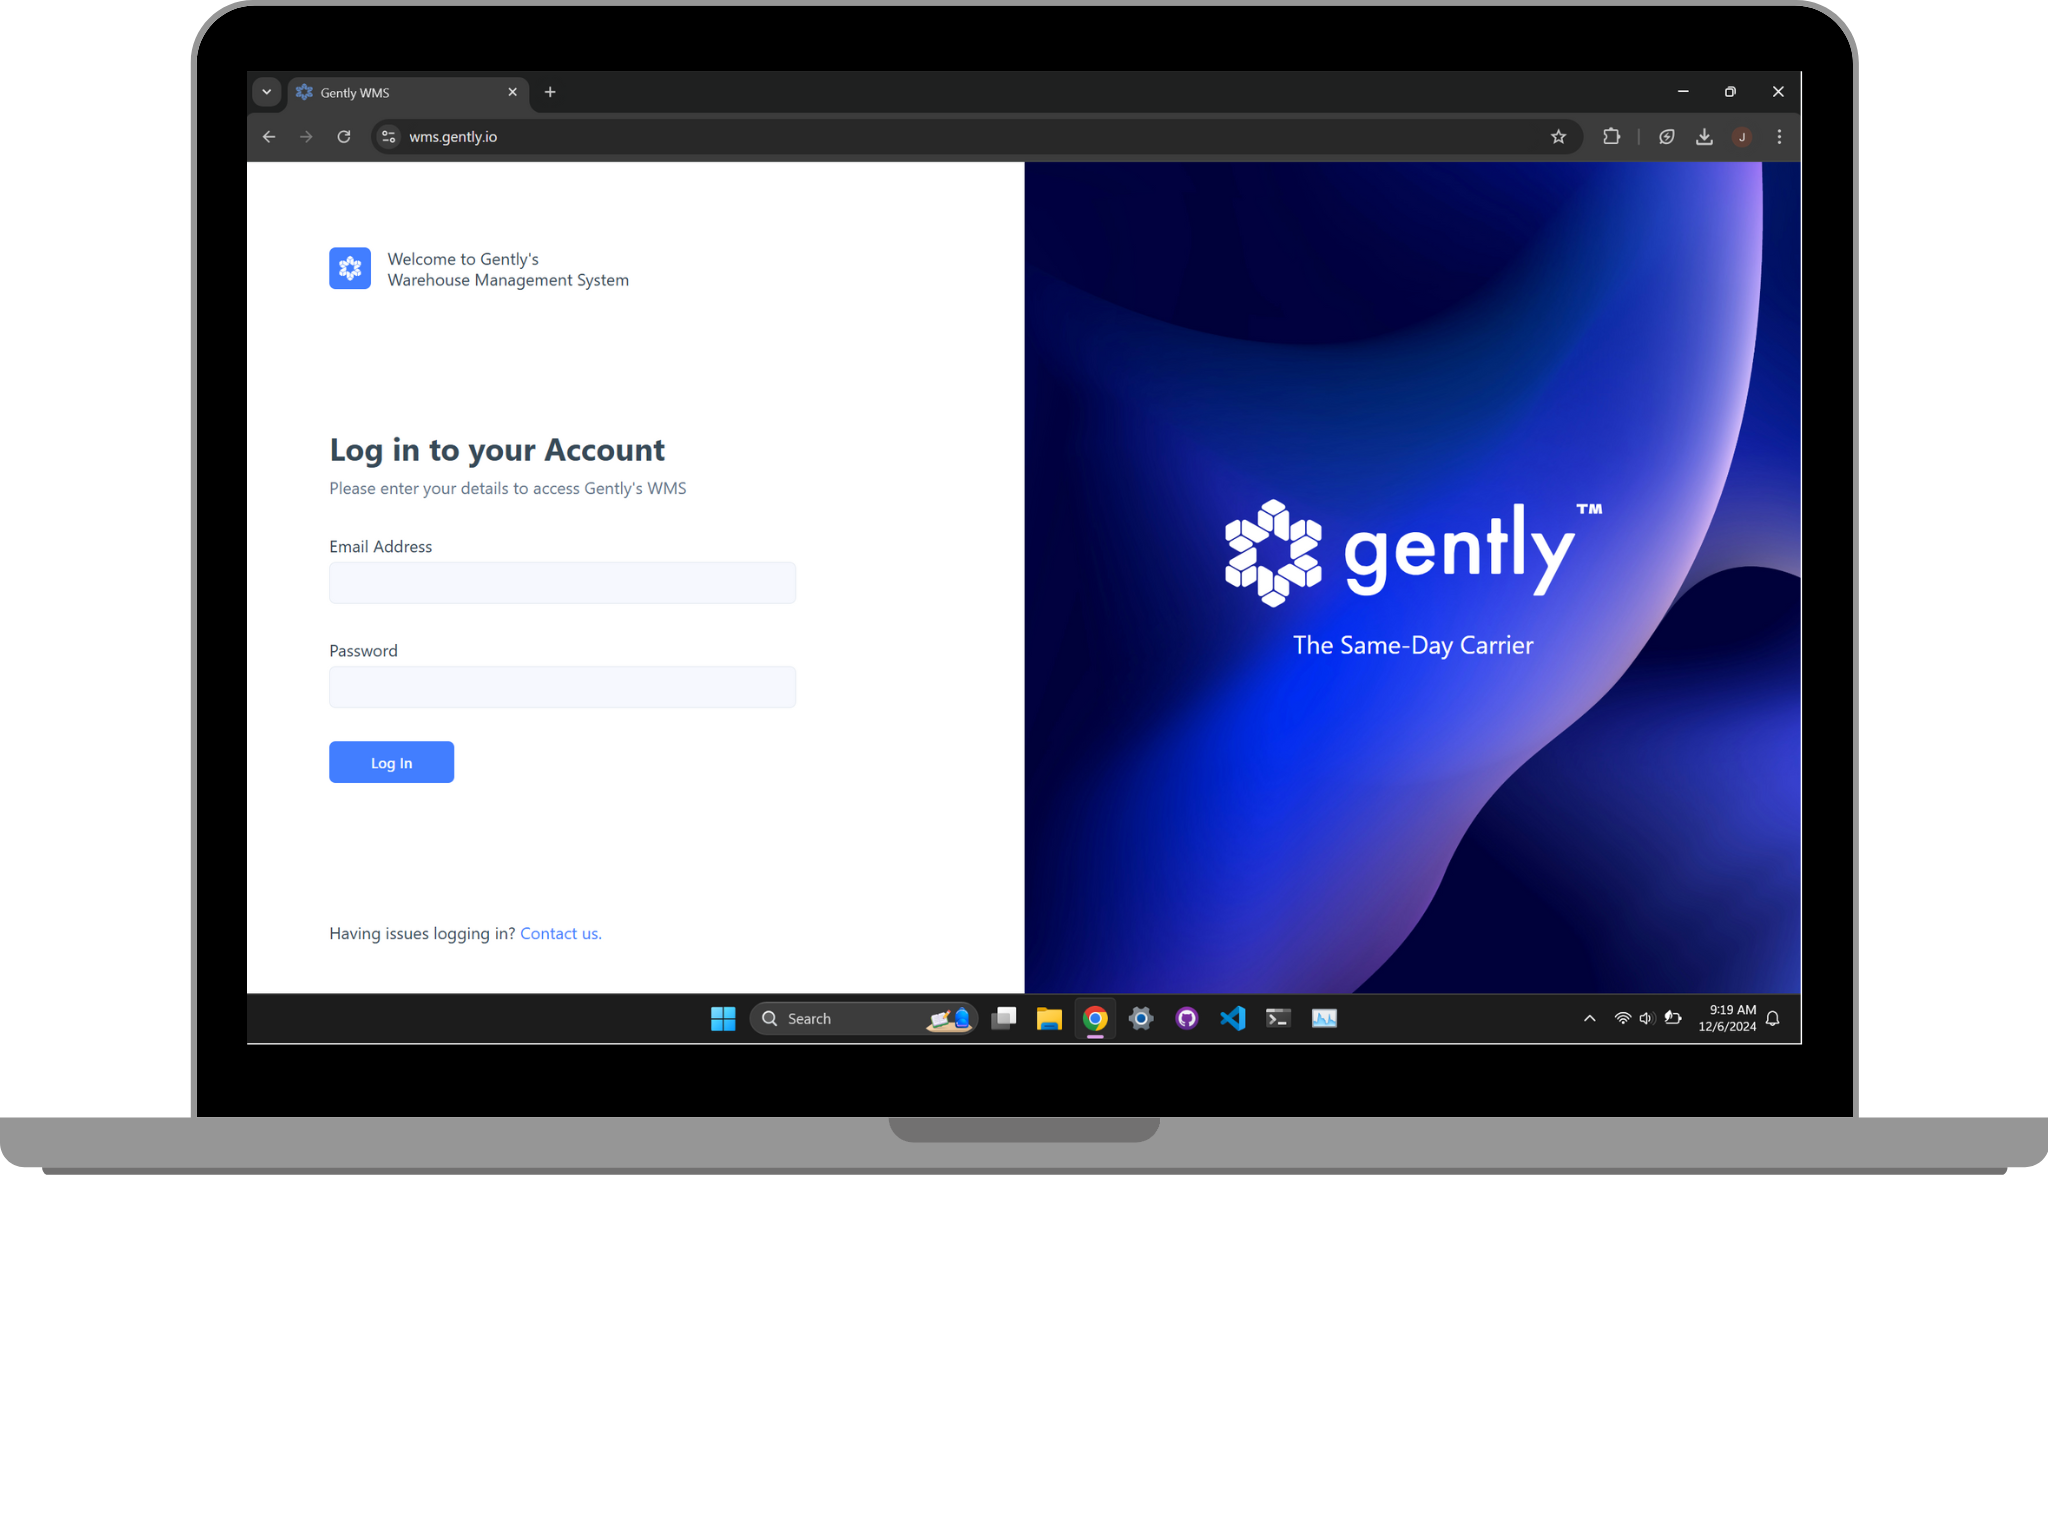 Gently WMS
wms.gently.io
J
Welcome to Gently's
Warehouse Management System
Log in to your Account
Please enter your details to access Gently's WMS
Email Address
Password
Log In
Having issues logging in? Contact us.
gently™
The Same-Day Carrier
Search
9:19 AM
12/6/2024